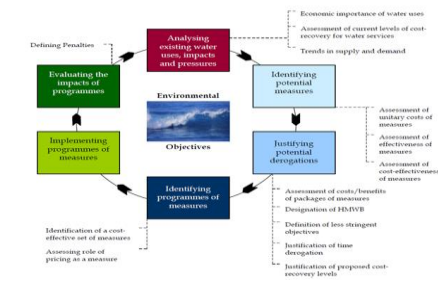 Economic importance of water uses
Assessment of current levels of cost-
recovery for water services
Trends in supply and demand
Analysing
existing water
uses, impacts
and pressures
Defining Penalties
Evaluating the
impacts of
programmes
Identifying
potential
measures
Environmental
Objectives
Assessment of
unitary costs of
measures
Assessment of
effectiveness of
measures
Assessment of
cost-effectiveness
of measures
Implementing
programmes of
measures
Justifying
potential
derogations
Identifying
programmes of
measures
Assessment of costs/benefits
of packages of measures
Designation of HMWB
Definition of less stringent
objectives
Justification of time
derogation
Justification of proposed cost-
recovery levels
Identification of a cost-
effective set of measures
Assessing role of
pricing as a measure